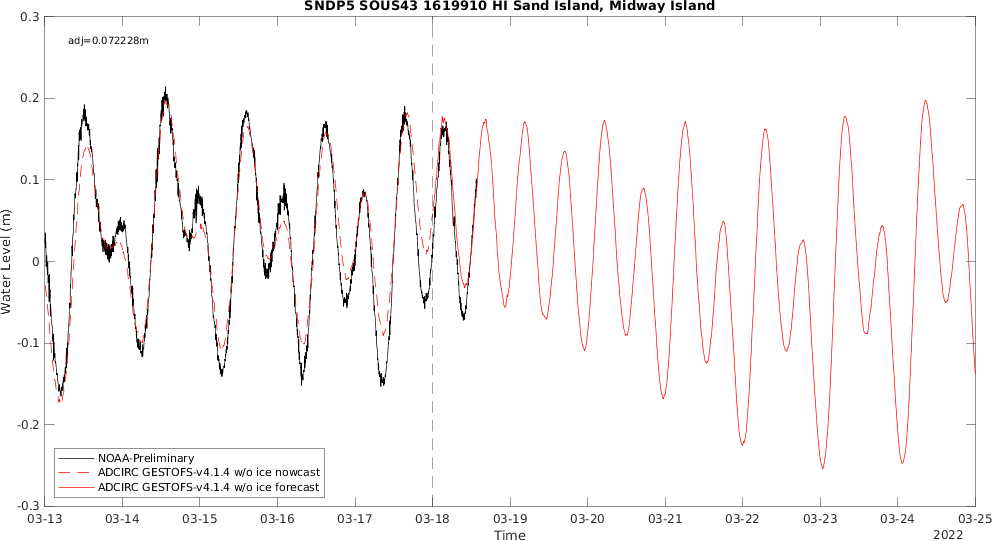 SNDP5 SOUS43 1619910 HI Sand Island, Midway Island
adj=0.072228m
0.3
0.2
0.1
0
-0.1
-0.2
-0.3
Water Level (m)
NOAA-Preliminary
ADCIRC GESTOFS-v4.1.4 w/o ice nowcast
ADCIRC GESTOFS-v4.1.4 w/o ice forecast
03-13 03-14 03-15 03-16 03-17 03-18 03-19 03-20 03-21 03-22 03-23 03-24 03-25
Time
2022